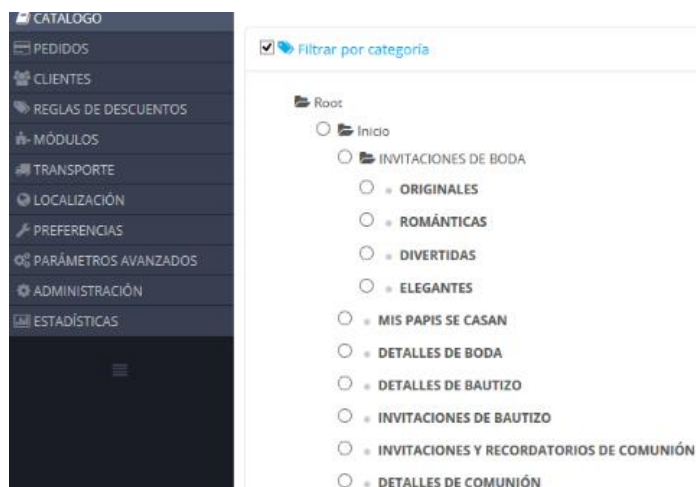 CATÁLOGO
PEDIDOS
CLIENTES
REGLAS DE DESCUENTOS
MÓDULOS
TRANSPORTE
LOCALIZACIÓN
PREFERENCIAS
PARÁMETROS AVANZADOS
ADMINISTRACIÓN
ESTADÍSTICAS
Filtrar por categoría
Root
Inicio
INVITACIONES DE BODA
ORIGINALES
ROMÁNTICAS
DIVERTIDAS
ELEGANTES
MIS PAPIS SE CASAN
DETALLES DE BODA
DETALLES DE BAUTIZO
INVITACIONES DE BAUTIZO
INVITACIONES Y RECORDATORIOS DE COMUNIÓN
DETALLES DE COMUNIÓN